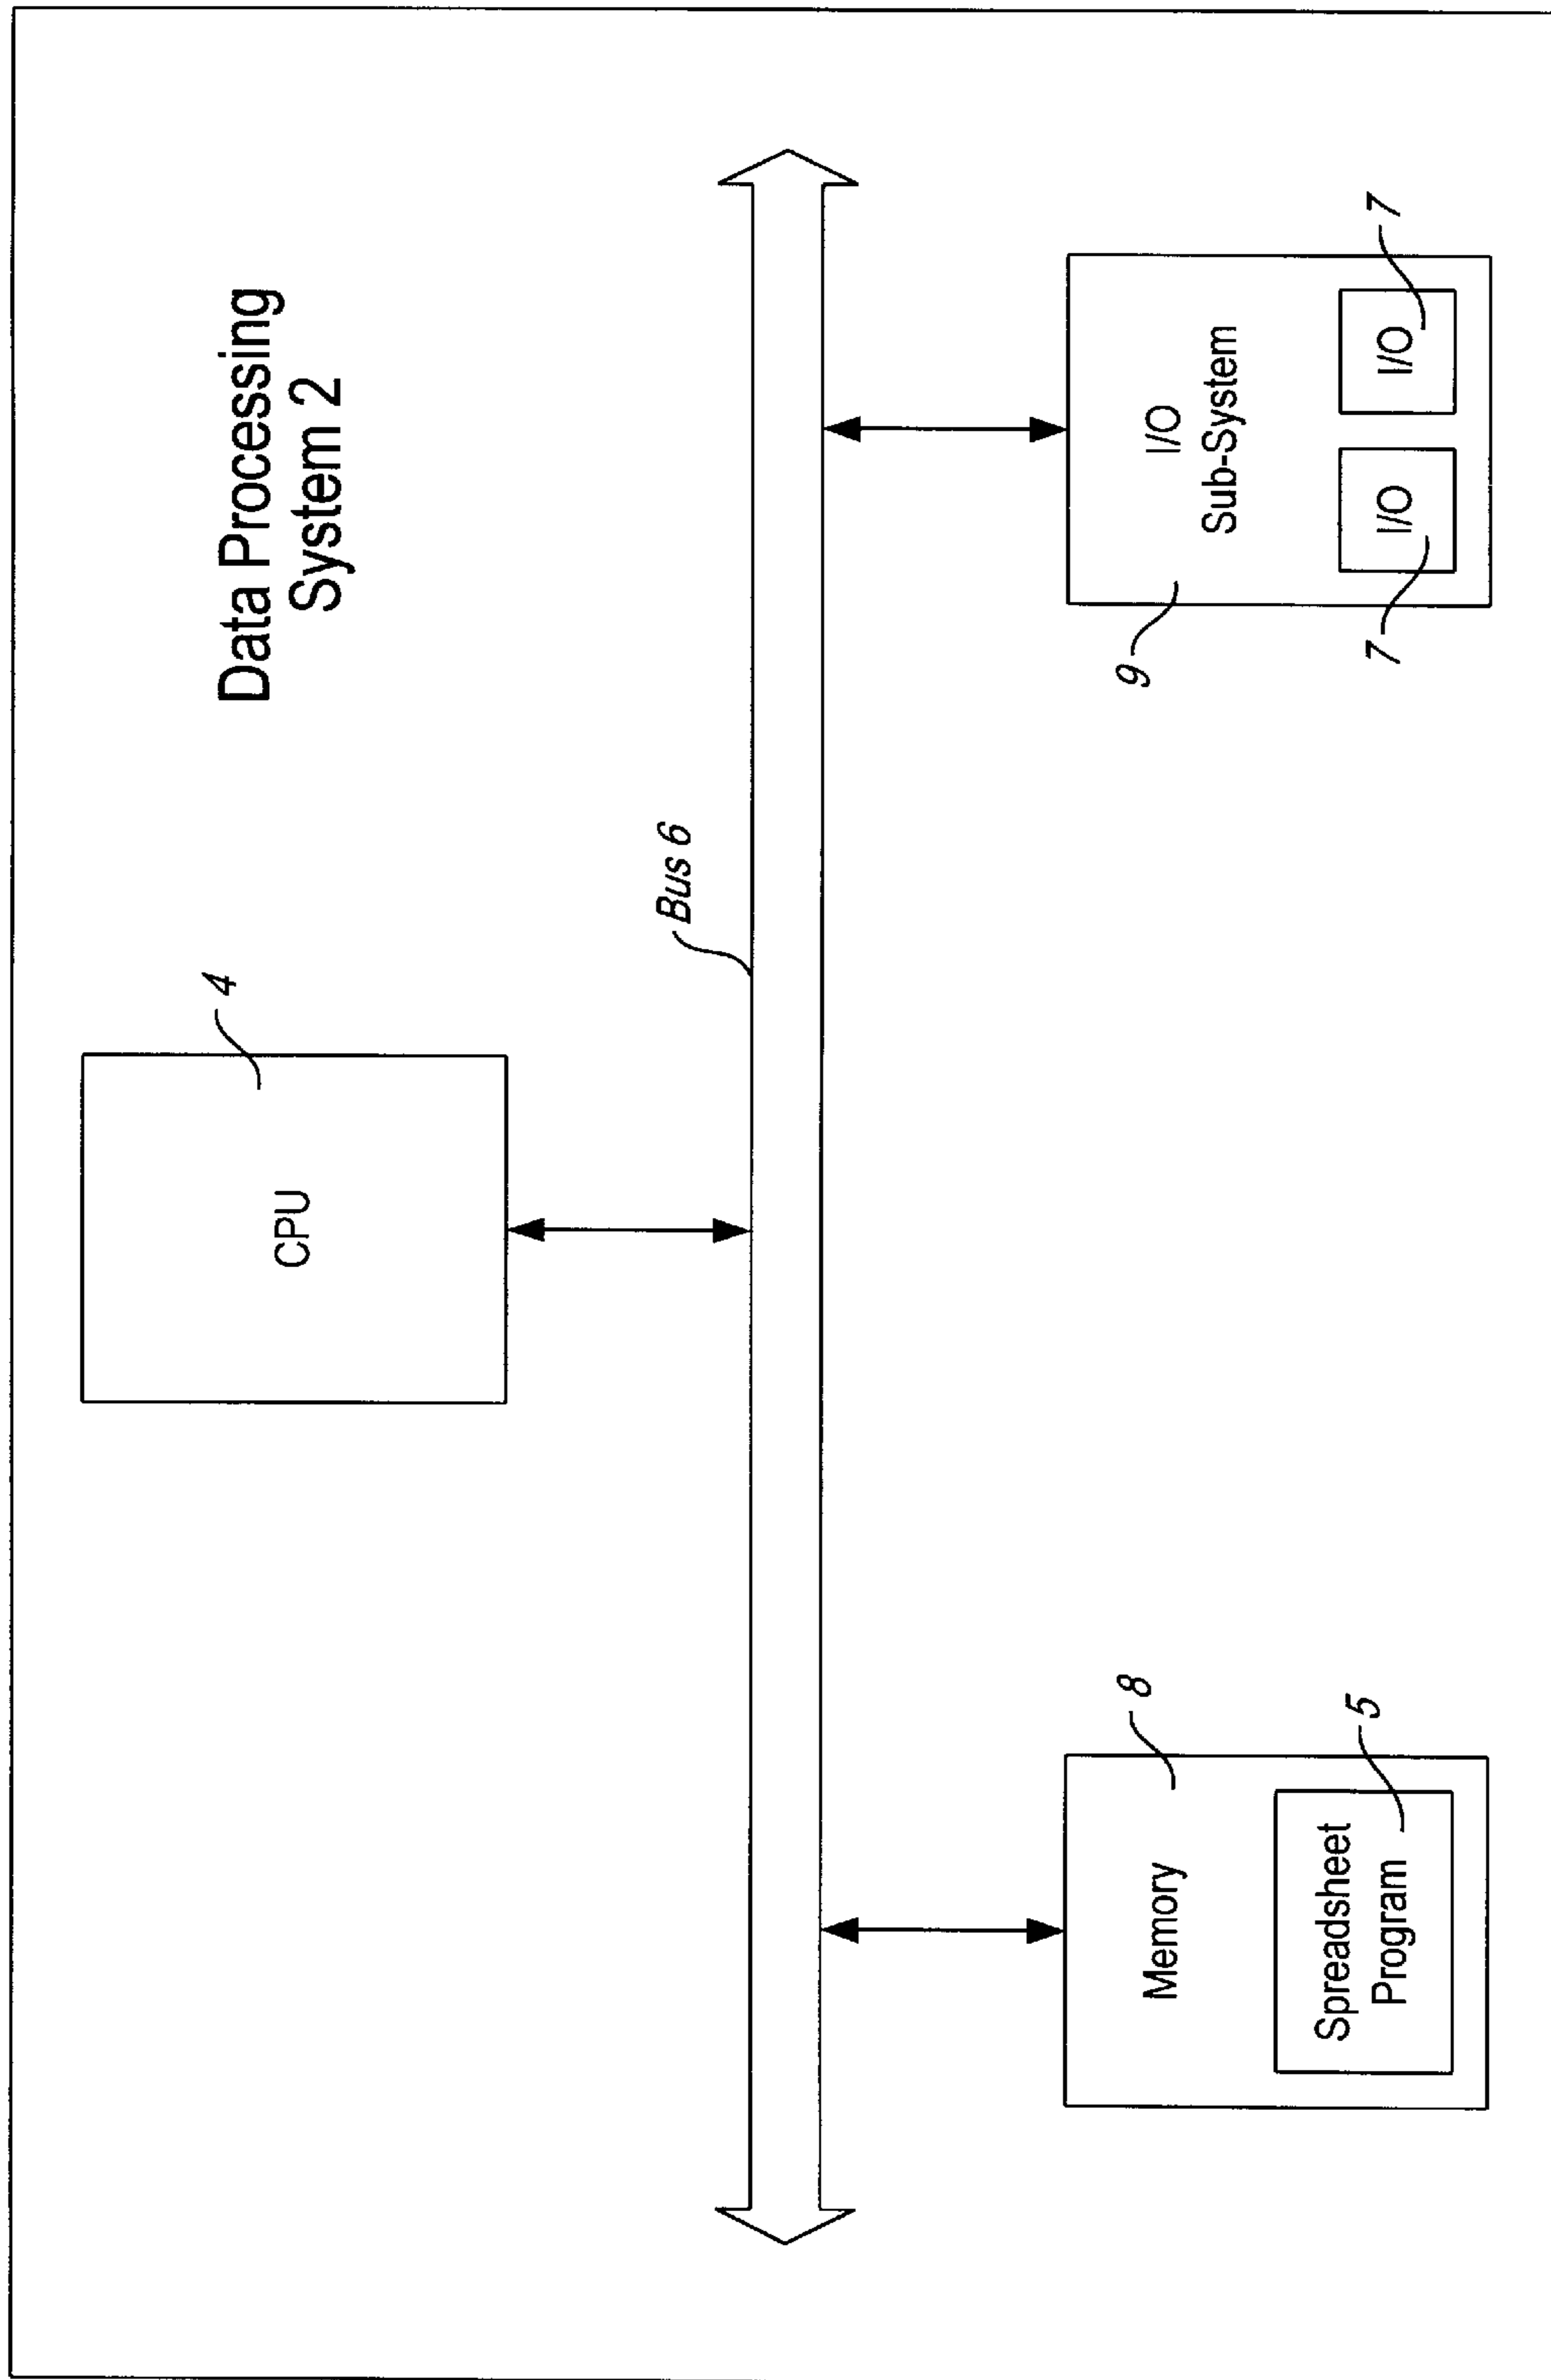 Data Processing
System 2
CPU
4
Bus 6
Memory
8
Spreadsheet
Program
5
I/O
Sub-System
9
I/O
7
I/O
7